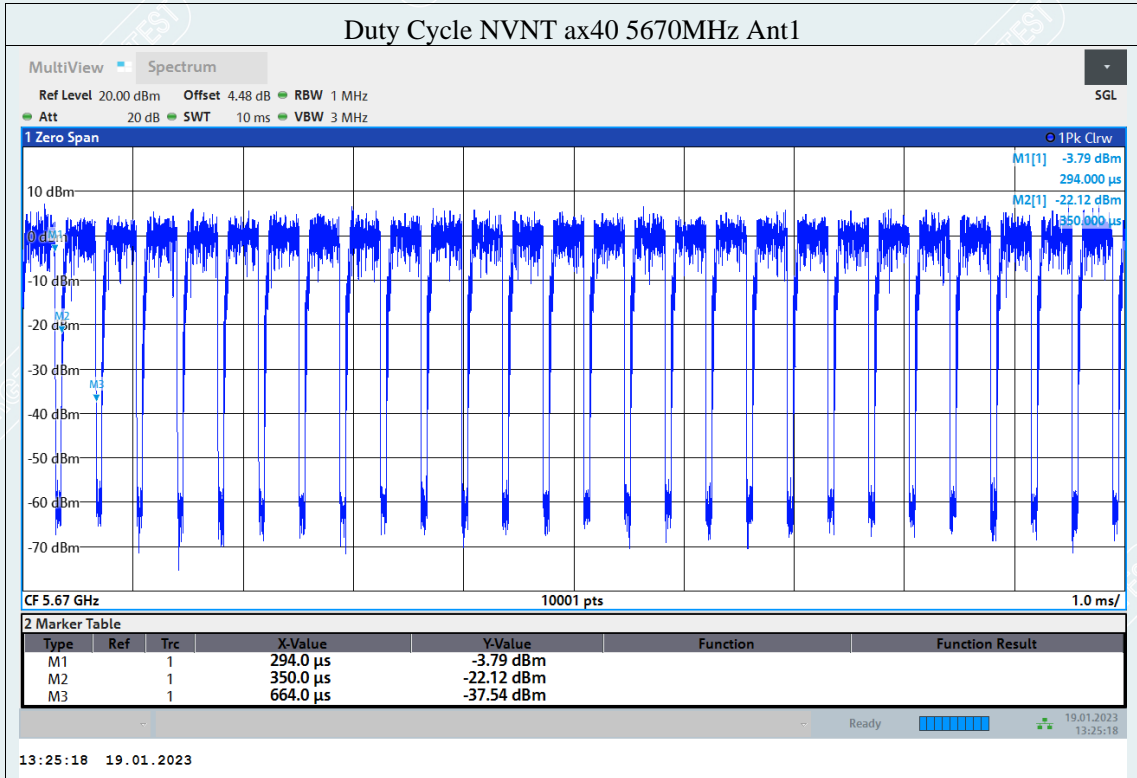 Duty Cycle NVNT ax40 5670MHz Ant1
MultiView Spectrum
Ref Level 20.00 dBm Offset 4.48 dB RBW 1 MHz SGL
Att 20 dB SWT 10 ms VBW 3 MHz
1 Zero Span 1Pk Clrw
M1[1] -3.79 dBm
294.000 µs
10 dBm
M2[1] -22.12 dBm
350.000 µs
M1
0 dBm
-10 dBm
M2
-20 dBm
-30 dBm
M3
-40 dBm
-50 dBm
-60 dBm
-70 dBm
CF 5.67 GHz 10001 pts 1.0 ms/
2 Marker Table
Type Ref Trc X-Value Y-Value Function Function Result
M1 1 294.0 µs -3.79 dBm
M2 1 350.0 µs -22.12 dBm
M3 1 664.0 µs -37.54 dBm
Ready 19.01.2023
13:25:18
13:25:18 19.01.2023